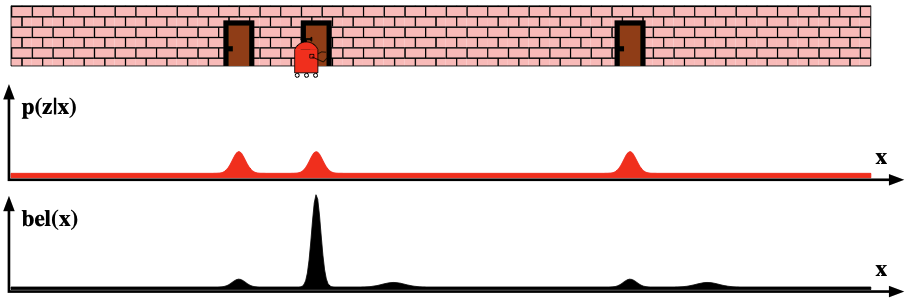 p(z|x)
x
bel(x)
x